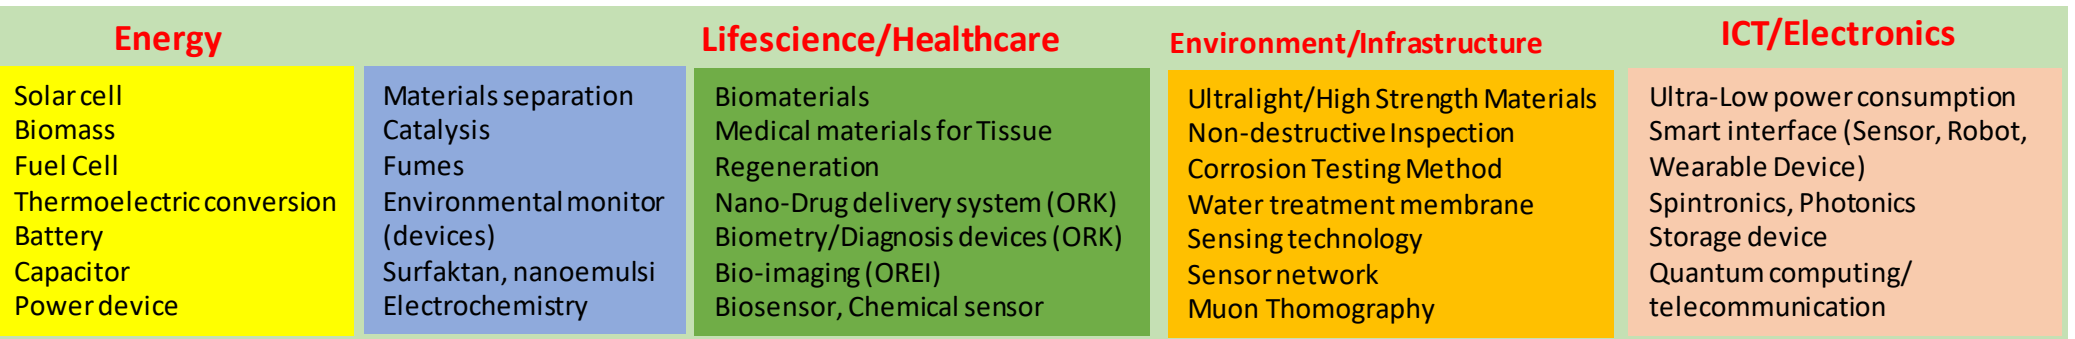 Energy
Solar cell
Biomass
Fuel Cell
Thermoelectric conversion
Battery
Capacitor
Power device
Materials separation
Catalysis
Fumes
Environmental monitor
(devices)
Surfaktan, nanoemulsi
Electrochemistry
Lifescience/Healthcare
Biomaterials
Medical materials for Tissue
Regeneration
Nano-Drug delivery system (ORK)
Biometry/Diagnosis devices (ORK)
Bio-imaging (OREI)
Biosensor, Chemical sensor
Environment/Infrastructure
Ultralight/High Strength Materials
Non-destructive Inspection
Corrosion Testing Method
Water treatment membrane
Sensing technology
Sensor network
Muon Thomography
ICT/Electronics
Ultra-Low power consumption
Smart interface (Sensor, Robot,
Wearable Device)
Spintronics, Photonics
Storage device
Quantum computing/
telecommunication